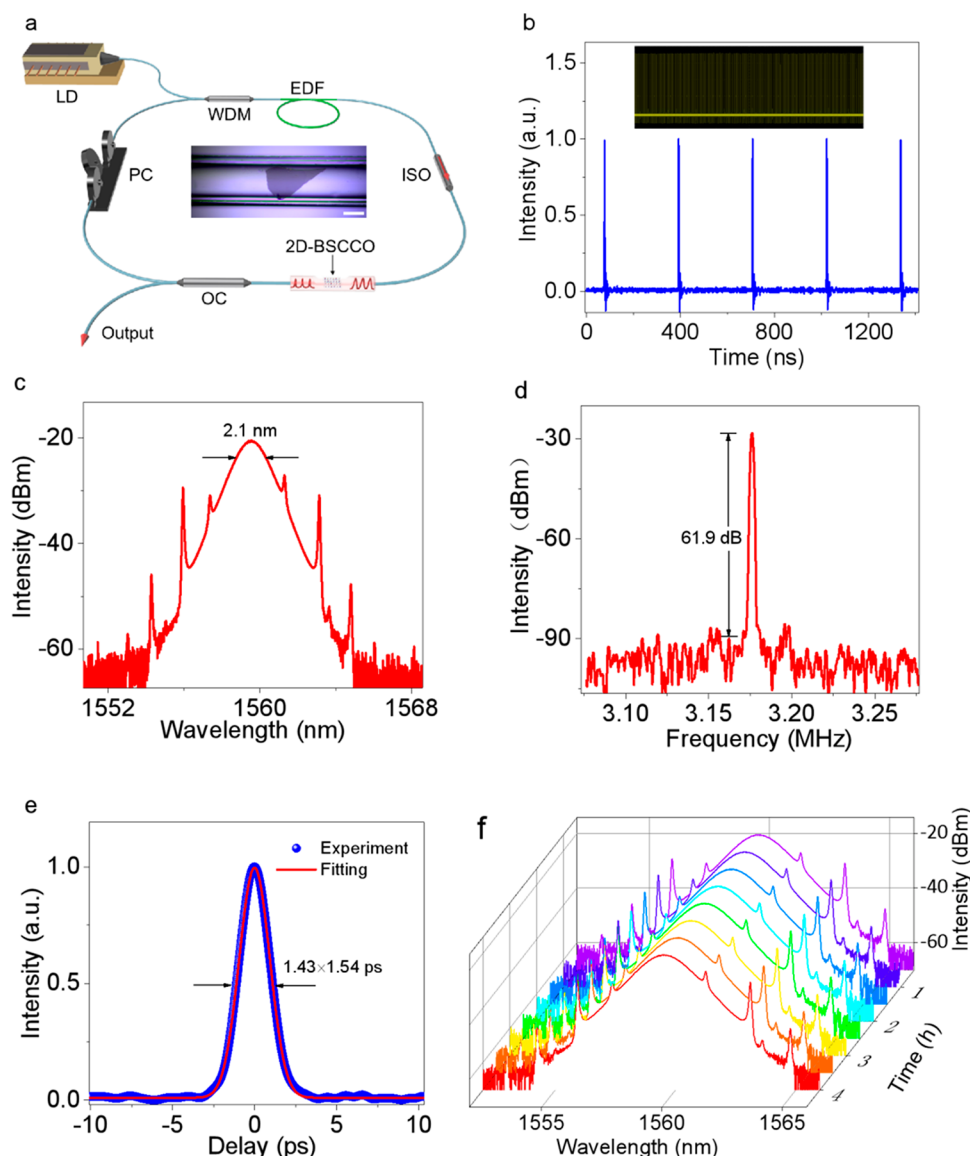 a
LD
WDM
EDF
PC
ISO
2D-BSCCO
OC
Output
b
Intensity (a.u.)
1.5
1.0
0.5
0.0
0 400 800 1200
Time (ns)
c
Intensity (dBm)
-20
-40
-60
2.1 nm
1552 1560 1568
Wavelength (nm)
d
Intensity (dBm)
-30
-60
-90
61.9 dB
3.10 3.15 3.20 3.25
Frequency (MHz)
e
Intensity (a.u.)
1.0
0.5
0.0
Experiment
Fitting
1.43×1.54 ps
-10 -5 0 5 10
Delay (ps)
f
Intensity (dBm)
-20
-40
-60
1
2
3
4
Time (h)
1555 1560 1565
Wavelength (nm)